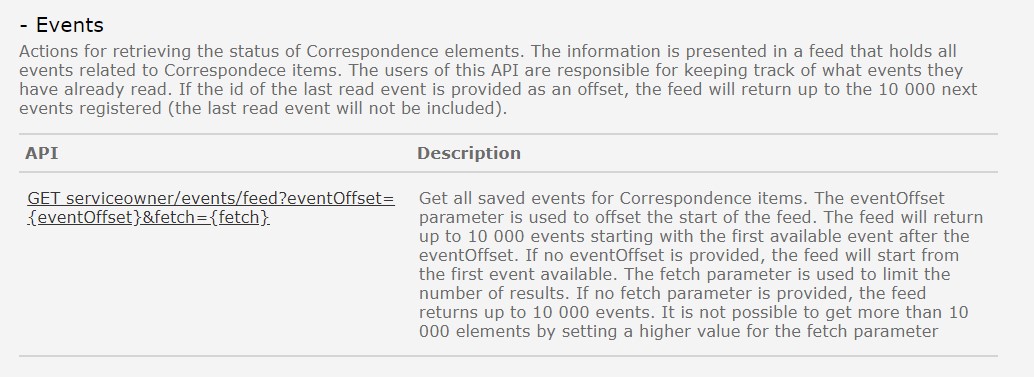 - Events
Actions for retrieving the status of Correspondence elements. The information is presented in a feed that holds all
events related to Correspondece items. The users of this API are responsible for keeping track of what events they
have already read. If the id of the last read event is provided as an offset, the feed will return up to the 10 000 next
events registered (the last read event will not be included).
API Description
GET serviceowner/events/feed?eventOffset=
{eventOffset}&fetch={fetch}
Get all saved events for Correspondence items. The eventOffset
parameter is used to offset the start of the feed. The feed will return
up to 10 000 events starting with the first available event after the
eventOffset. If no eventOffset is provided, the feed will start from
the first event available. The fetch parameter is used to limit the
number of results. If no fetch parameter is provided, the feed
returns up to 10 000 events. It is not possible to get more than 10
000 elements by setting a higher value for the fetch parameter